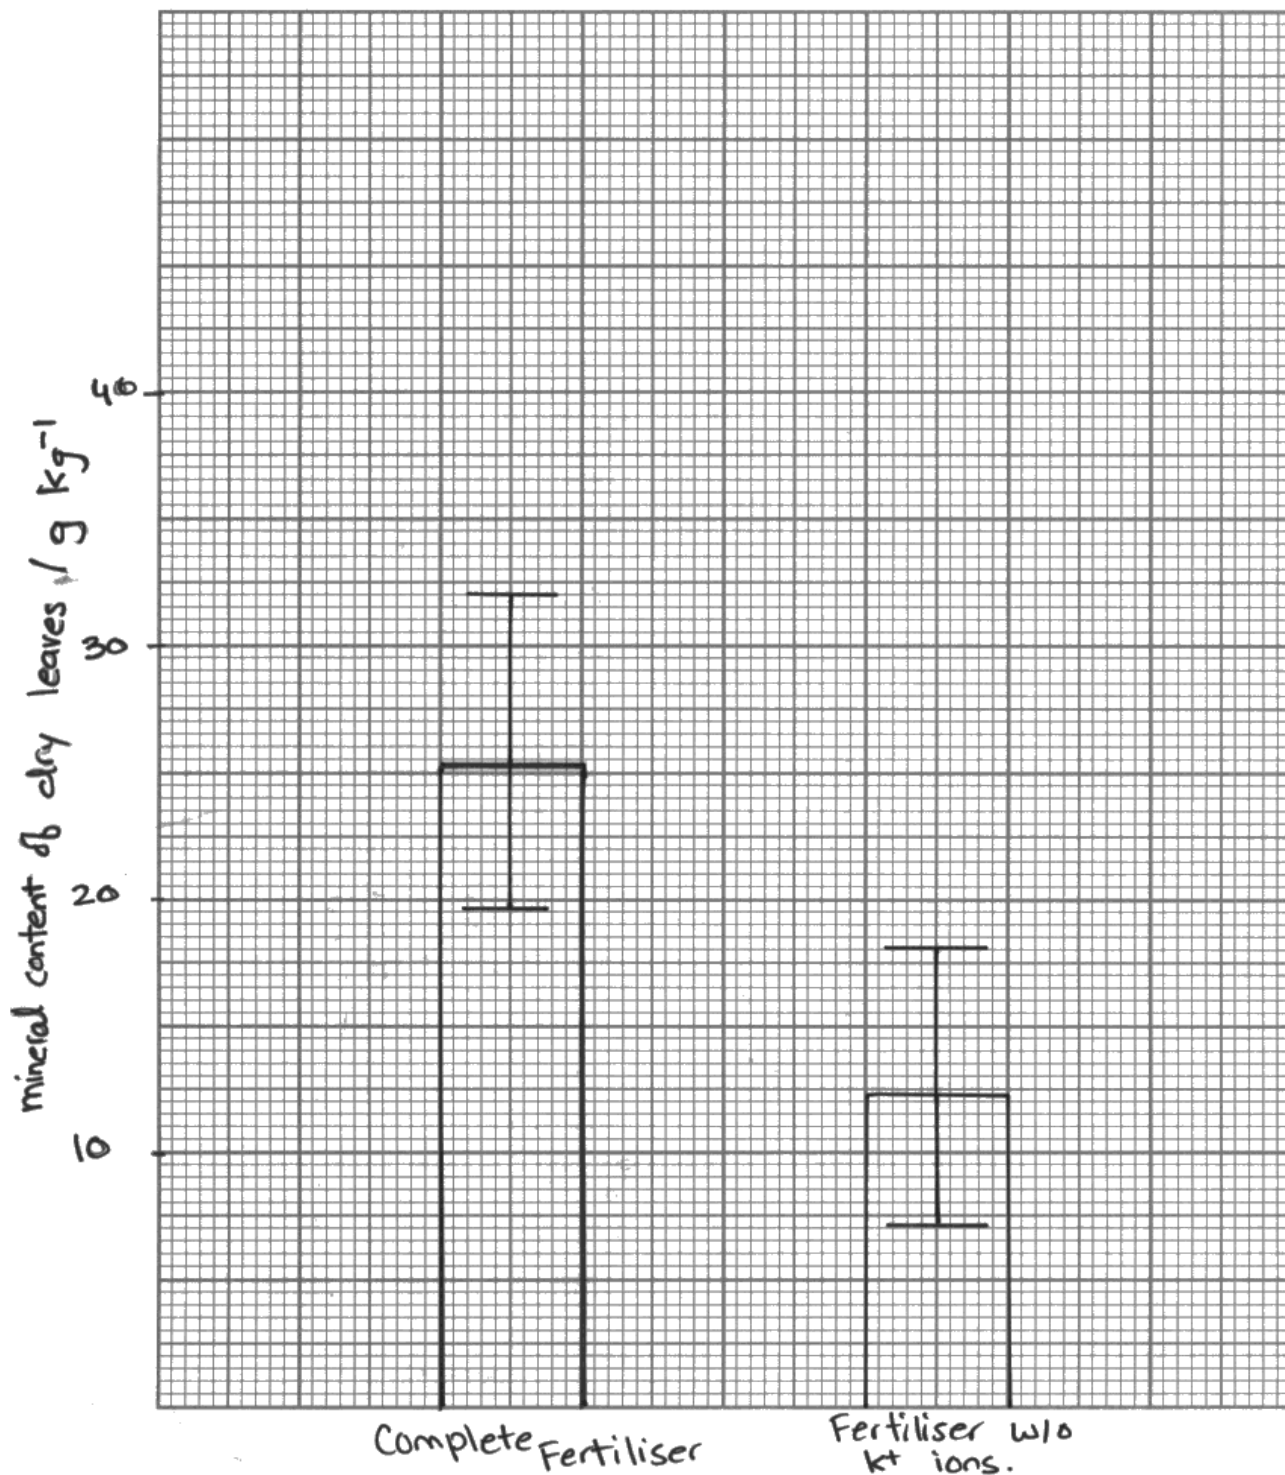 mineral content of dry leaves / g kg⁻¹
40
30
20
10
Complete Fertiliser
Fertiliser w/o
k+ ions.